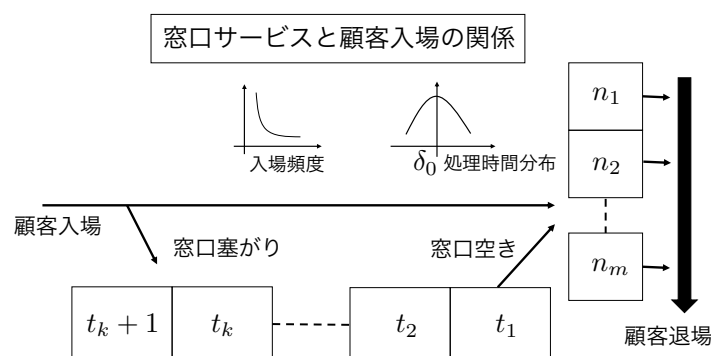 窓口サービスと顧客入場の関係
入場頻度
δ0 処理時間分布
n1
n2
nm
顧客入場
窓口塞がり
窓口空き
tk + 1
tk
t2
t1
顧客退場